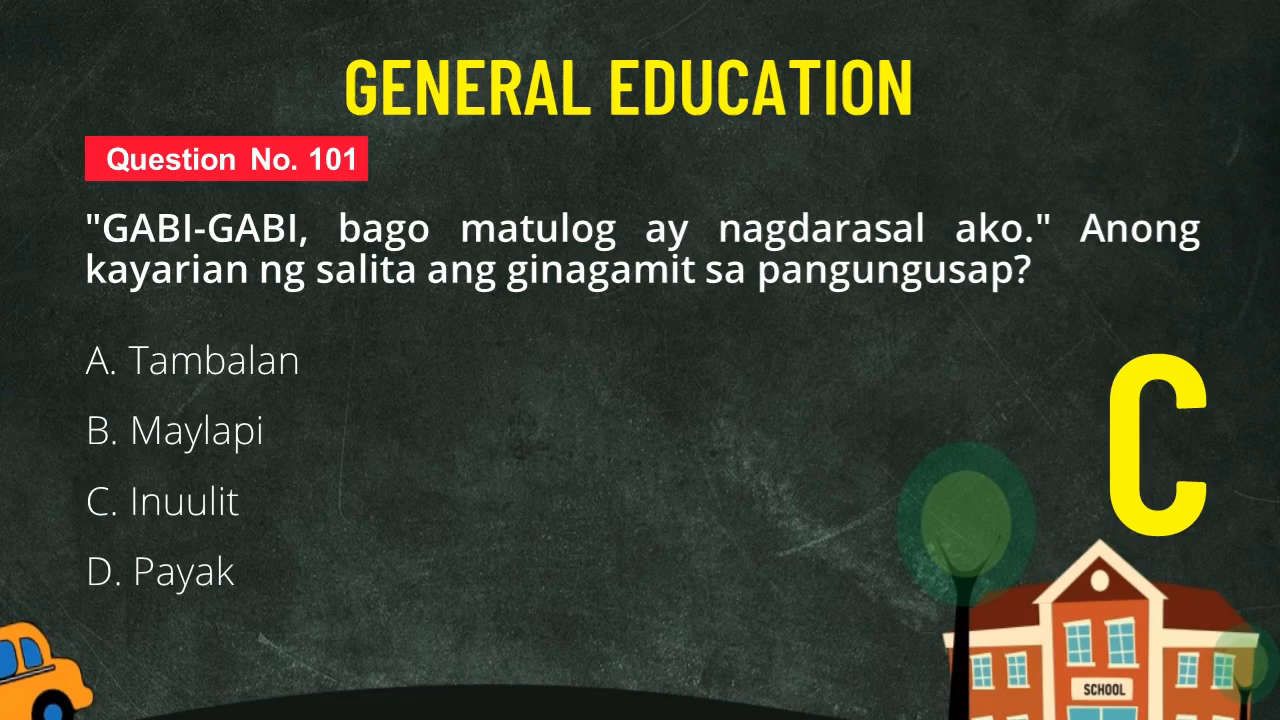 GENERAL EDUCATION
Question No. 101
"GABI-GABI, bago matulog ay nagdarasal ako." Anong
kayarian ng salita ang ginagamit sa pangungusap?
A. Tambalan
B. Maylapi
C. Inuulit
D. Payak
C
SCHOOL